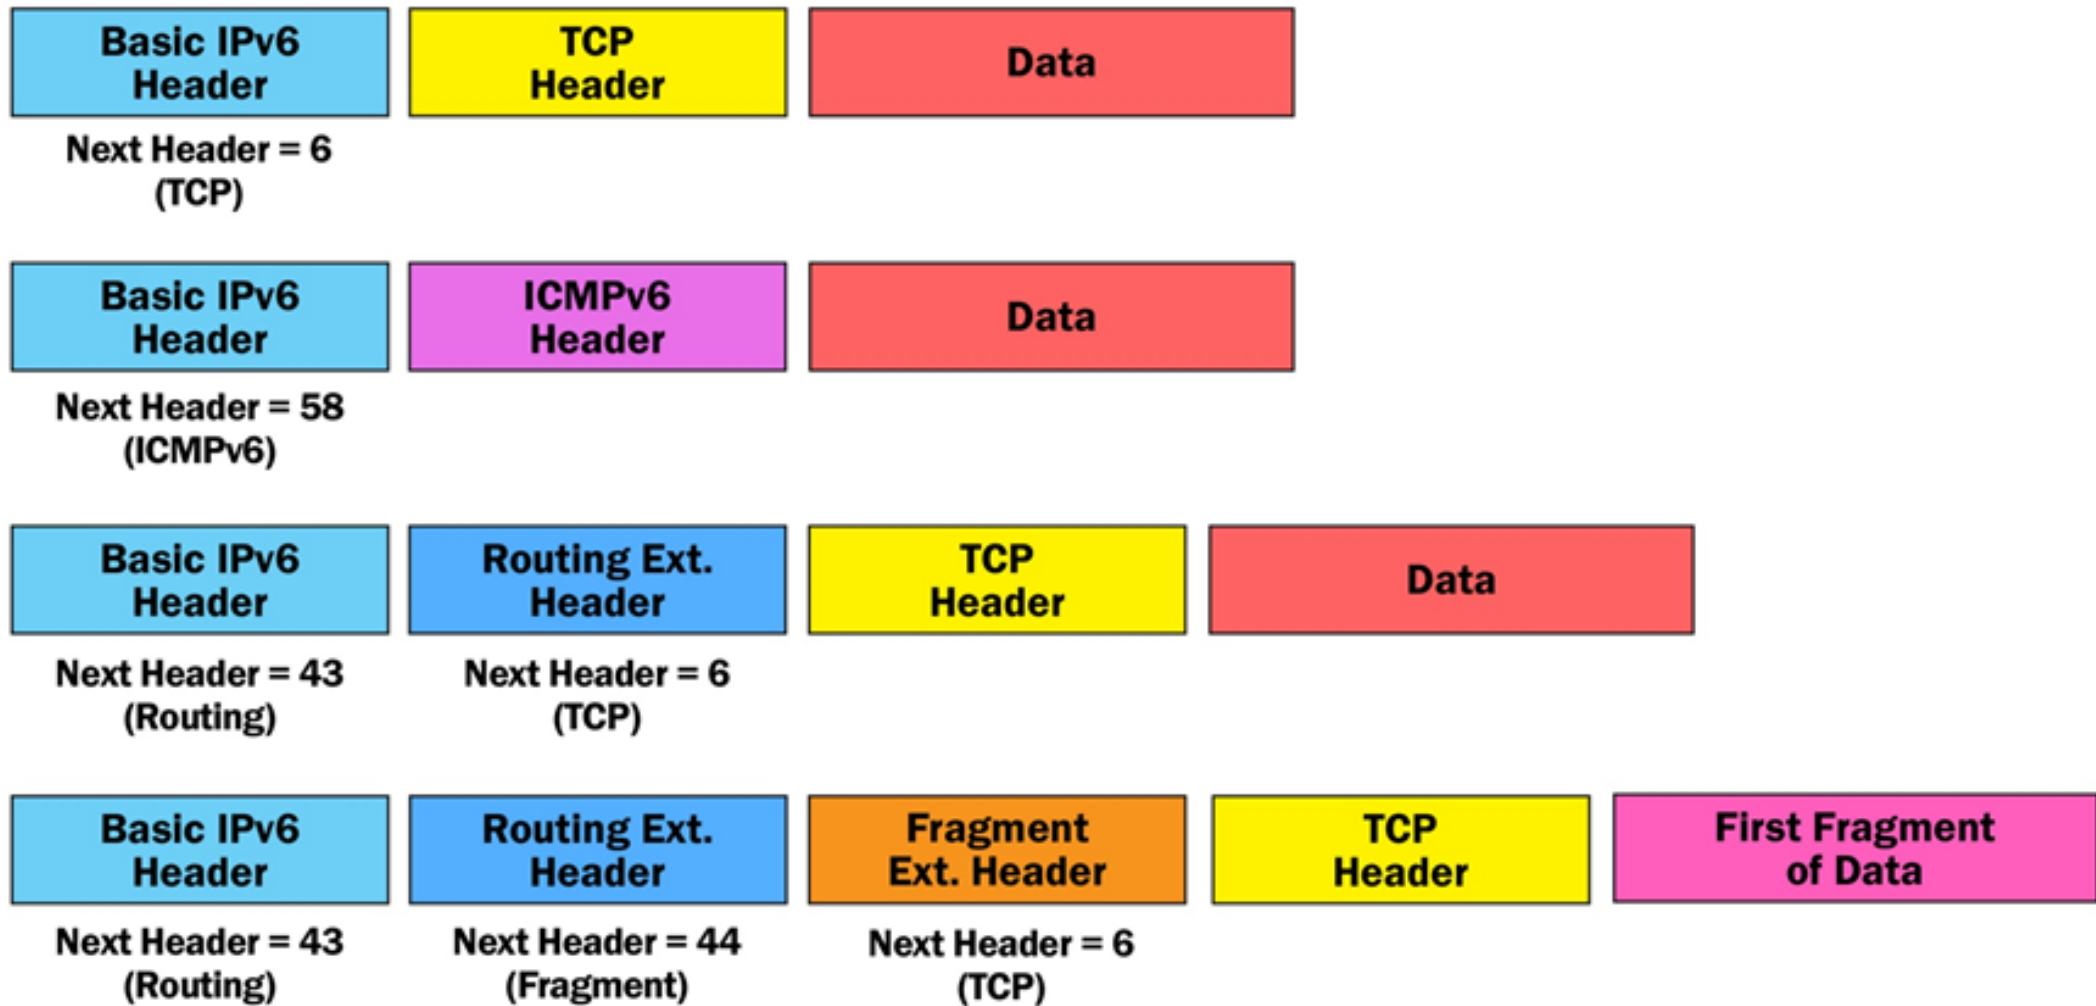 Basic IPv6
Header
TCP
Header
Data
Next Header = 6
(TCP)
Basic IPv6
Header
ICMPv6
Header
Data
Next Header = 58
(ICMPv6)
Basic IPv6
Header
Routing Ext.
Header
TCP
Header
Data
Next Header = 43
(Routing)
Next Header = 6
(TCP)
Basic IPv6
Header
Routing Ext.
Header
Fragment
Ext. Header
TCP
Header
First Fragment
of Data
Next Header = 43
(Routing)
Next Header = 44
(Fragment)
Next Header = 6
(TCP)